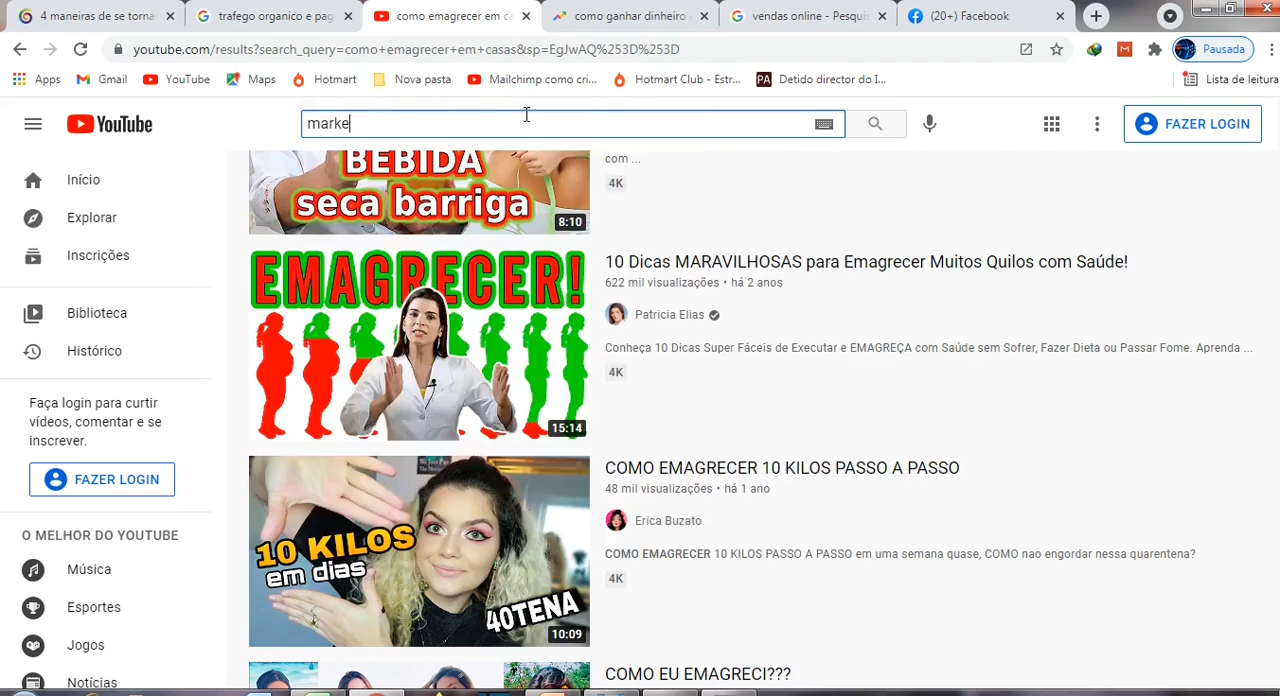 4 maneiras de se torna
trafego organico e pag
como emagrecer em ca
como ganhar dinheiro
vendas online - Pesqui
(20+) Facebook
youtube.com/results?search_query=como+emagrecer+em+casas&sp=EgJwAQ%253D%253D
Pausada
Apps
Gmail
YouTube
Maps
Hotmart
Nova pasta
Mailchimp como cri...
Hotmart Club - Estr...
PA
Detido director do I...
Lista de leitura
YouTube
marke
FAZER LOGIN
Início
Explorar
Inscrições
Biblioteca
Histórico
Faça login para curtir
vídeos, comentar e se
inscrever.
FAZER LOGIN
O MELHOR DO YOUTUBE
Música
Esportes
Jogos
Notícias
BEBIDA
seca barriga
8:10
com ...
4K
EMAGRECER!
15:14
10 Dicas MARAVILHOSAS para Emagrecer Muitos Quilos com Saúde!
622 mil visualizações • há 2 anos
Patricia Elias
Conheça 10 Dicas Super Fáceis de Executar e EMAGREÇA com Saúde sem Sofrer, Fazer Dieta ou Passar Fome. Aprenda ...
4K
10 KILOS
em dias
40TENA
10:09
COMO EMAGRECER 10 KILOS PASSO A PASSO
48 mil visualizações • há 1 ano
Erica Buzato
COMO EMAGRECER 10 KILOS PASSO A PASSO em uma semana quase, COMO nao engordar nessa quarentena?
4K
COMO EU EMAGRECI???